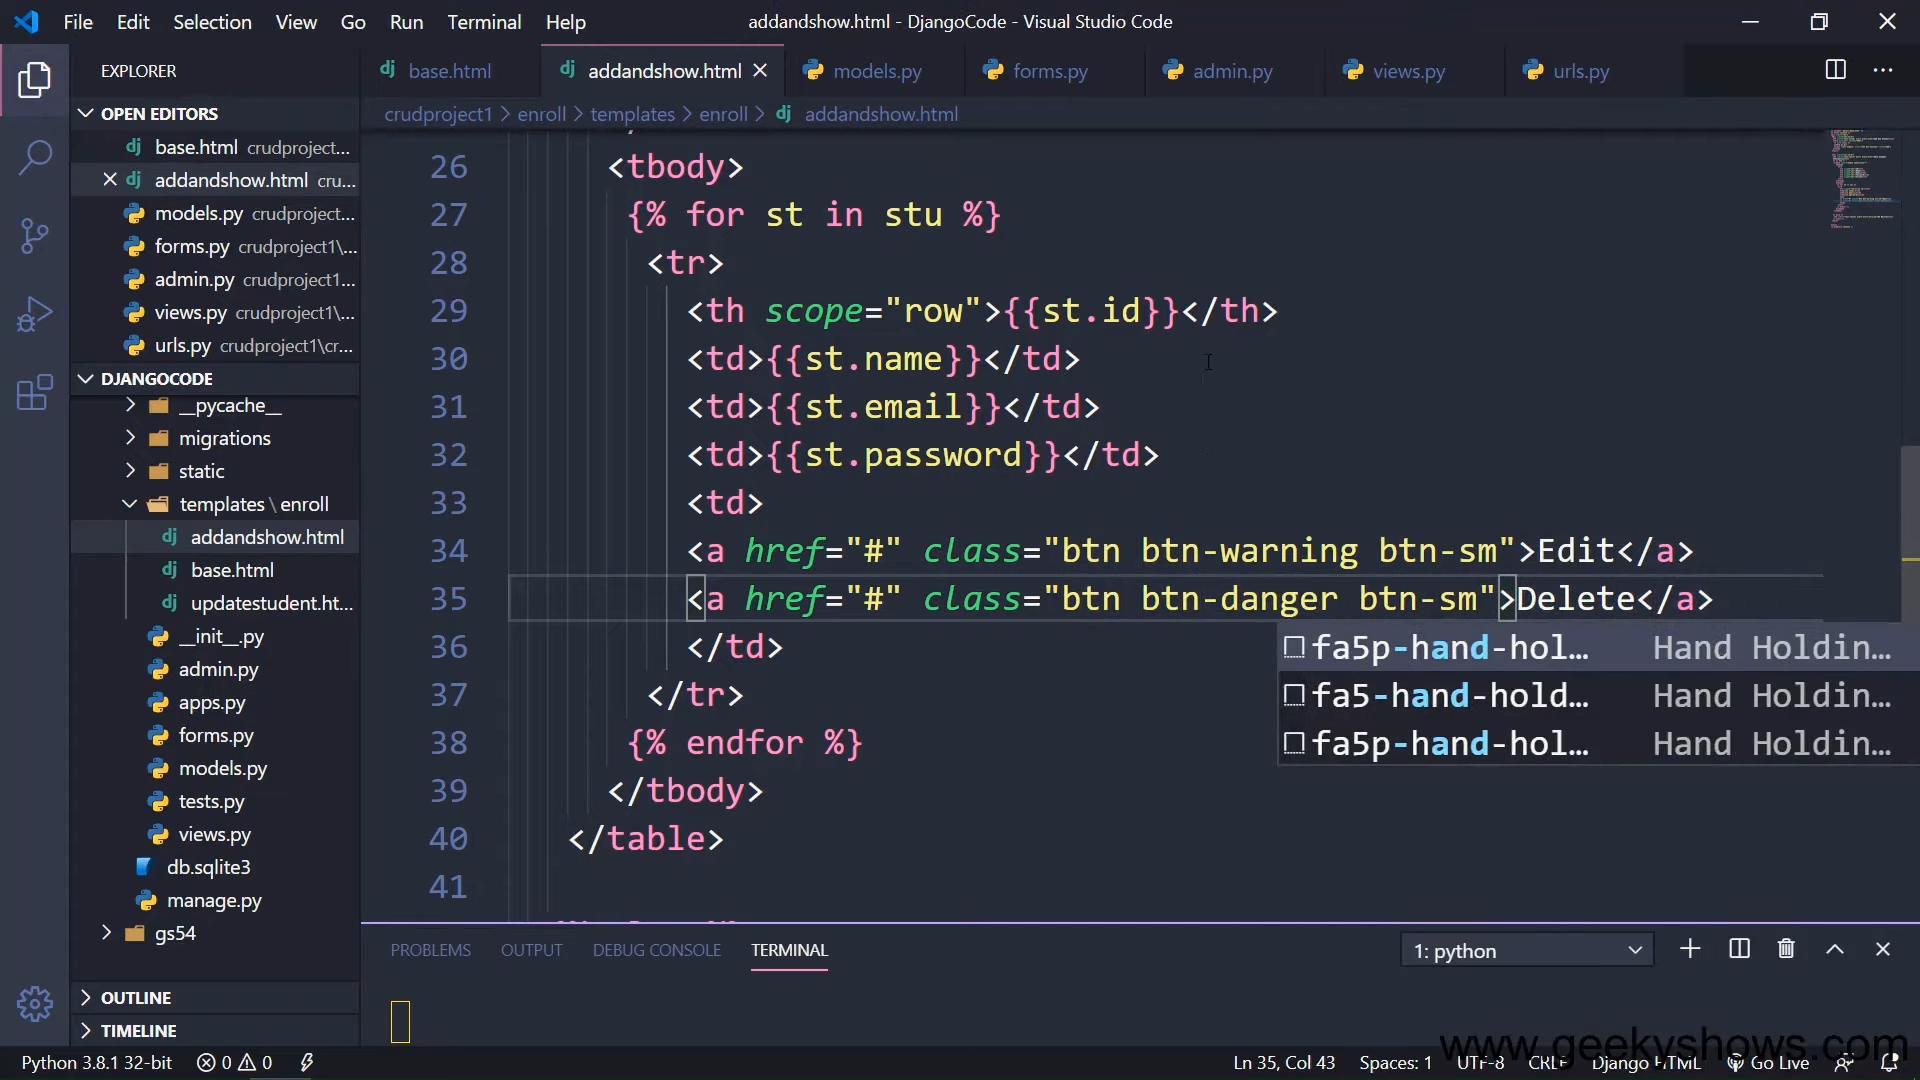 File Edit Selection View Go Run Terminal Help
addandshow.html - DjangoCode - Visual Studio Code
EXPLORER
base.html
addandshow.html
models.py
forms.py
admin.py
views.py
urls.py
OPEN EDITORS
crudproject1 > enroll > templates > enroll > addandshow.html
base.html crudproject...
addandshow.html cru...
models.py crudproject...
forms.py crudproject1\...
admin.py crudproject1...
views.py crudproject1\...
urls.py crudproject1\cr...
DJANGOCODE
__pycache__
migrations
static
templates\enroll
addandshow.html
base.html
updatestudent.ht...
__init__.py
admin.py
apps.py
forms.py
models.py
tests.py
views.py
db.sqlite3
manage.py
gs54
OUTLINE
TIMELINE
26 <tbody>
27 {% for st in stu %}
28 <tr>
29 <th scope="row">{{st.id}}</th>
30 <td>{{st.name}}</td>
31 <td>{{st.email}}</td>
32 <td>{{st.password}}</td>
33 <td>
34 <a href="#" class="btn btn-warning btn-sm">Edit</a>
35 <a href="#" class="btn btn-danger btn-sm">Delete</a>
36 </td>
37 </tr>
38 {% endfor %}
39 </tbody>
40 </table>
41
fa5p-hand-hol... Hand Holdin...
fa5-hand-hold... Hand Holdin...
fa5p-hand-hol... Hand Holdin...
PROBLEMS OUTPUT DEBUG CONSOLE TERMINAL
1: python
www.geekyshows.com
Python 3.8.1 32-bit 0 0
Ln 35, Col 43 Spaces: 1 UTF-8 CRLF Django HTML Go Live